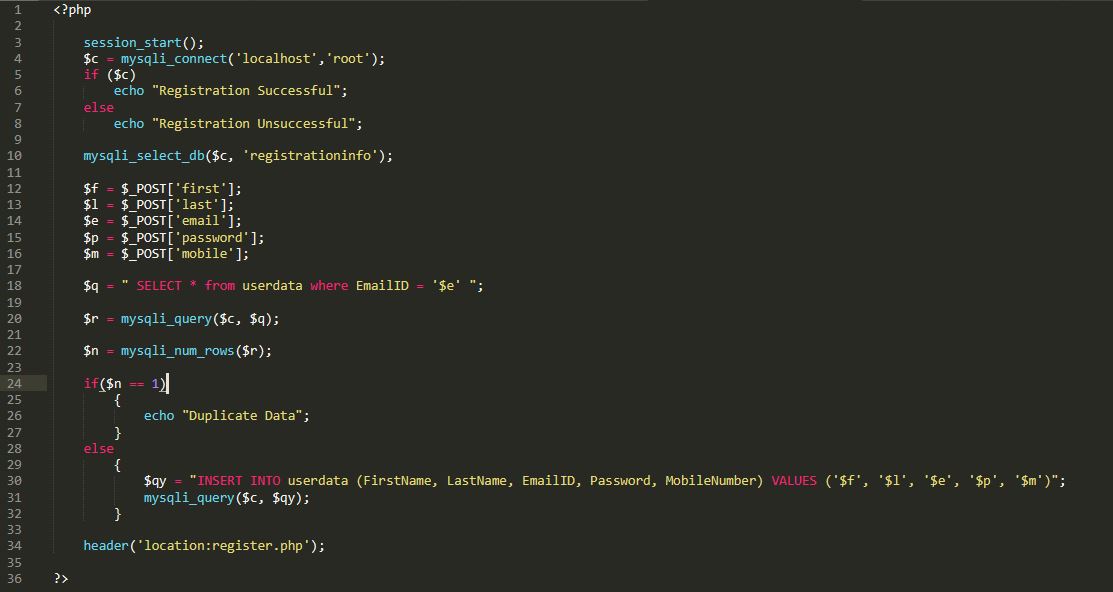 1 <?php
2
3 session_start();
4 $c = mysqli_connect('localhost','root');
5 if ($c)
6 echo "Registration Successful";
7 else
8 echo "Registration Unsuccessful";
9
10 mysqli_select_db($c, 'registrationinfo');
11
12 $f = $_POST['first'];
13 $l = $_POST['last'];
14 $e = $_POST['email'];
15 $p = $_POST['password'];
16 $m = $_POST['mobile'];
17
18 $q = " SELECT * from userdata where EmailID = '$e' ";
19
20 $r = mysqli_query($c, $q);
21
22 $n = mysqli_num_rows($r);
23
24 if($n == 1)
25 {
26 echo "Duplicate Data";
27 }
28 else
29 {
30 $qy = "INSERT INTO userdata (FirstName, LastName, EmailID, Password, MobileNumber) VALUES ('$f', '$l', '$e', '$p', '$m')";
31 mysqli_query($c, $qy);
32 }
33
34 header('location:register.php');
35
36 ?>